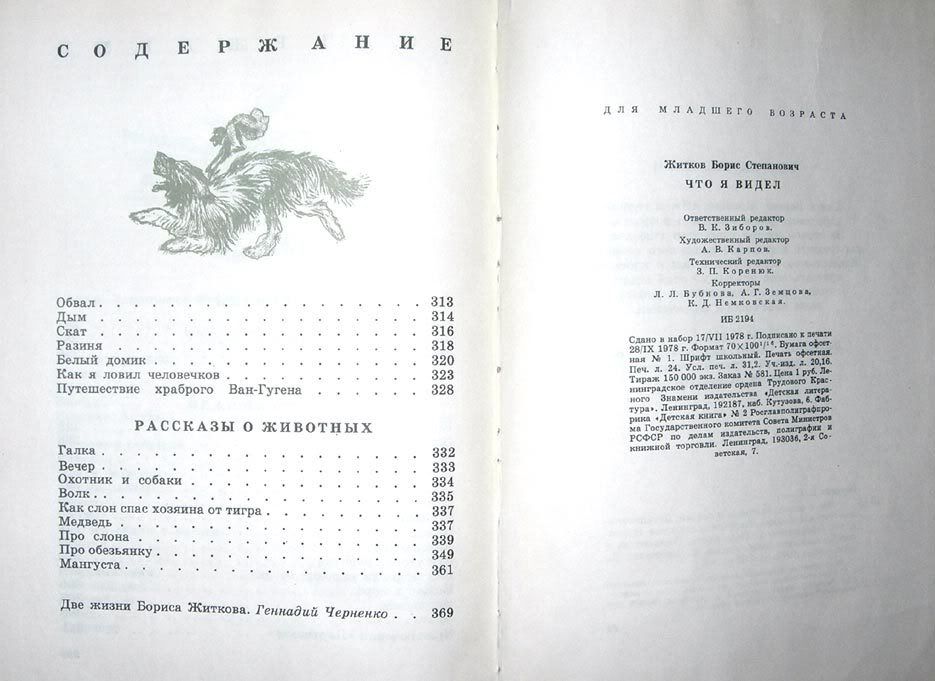 СОДЕРЖАНИЕ
Обвал . . . . . . . . . . . . . . . . . . . 313
Дым . . . . . . . . . . . . . . . . . . . 314
Скат . . . . . . . . . . . . . . . . . . . 316
Разиня . . . . . . . . . . . . . . . . . . 318
Белый домик . . . . . . . . . . . . . . . 320
Как я ловил человечков . . . . . . . . . . . 323
Путешествие храброго Ван-Гугена . . . . . . . 328
РАССКАЗЫ О ЖИВОТНЫХ
Галка . . . . . . . . . . . . . . . . . . . 332
Вечер . . . . . . . . . . . . . . . . . . . 333
Охотник и собаки . . . . . . . . . . . . . . 334
Волк . . . . . . . . . . . . . . . . . . . 335
Как слон спас хозяина от тигра . . . . . . . . . 337
Медведь . . . . . . . . . . . . . . . . . . 337
Про слона . . . . . . . . . . . . . . . . . 339
Про обезьянку . . . . . . . . . . . . . . . . 349
Мангуста . . . . . . . . . . . . . . . . . . 361
Две жизни Бориса Житкова. Геннадий Черненко . . 369
ДЛЯ МЛАДШЕГО ВОЗРАСТА
Житков Борис Степанович
ЧТО Я ВИДЕЛ
Ответственный редактор
В. К. Зиборов.
Художественный редактор
А. В. Карпов.
Технический редактор
З. П. Коренюк.
Корректоры
Л. Л. Бубнова, А. Г. Земцова,
К. Д. Немковская.
ИБ 2194
Сдано в набор 17/VII 1978 г. Подписано к печати
28/IX 1978 г. Формат 70×100¹/₁₆. Бумага офсет-
ная № 1. Шрифт школьный. Печать офсетная.
Печ. л. 24. Усл. печ. л. 31,2. Уч.-изд. л. 20,16.
Тираж 150 000 экз. Заказ № 581. Цена 1 руб. Ле-
нинградское отделение ордена Трудового Крас-
ного Знамени издательства «Детская литера-
тура». Ленинград, 192187, наб. Кутузова, 6. Фаб-
рика «Детская книга» № 2 Росглавполиграфпро-
ма Государственного комитета Совета Министров
РСФСР по делам издательств, полиграфии и
книжной торговли. Ленинград, 193036, 2-я Со-
ветская, 7.